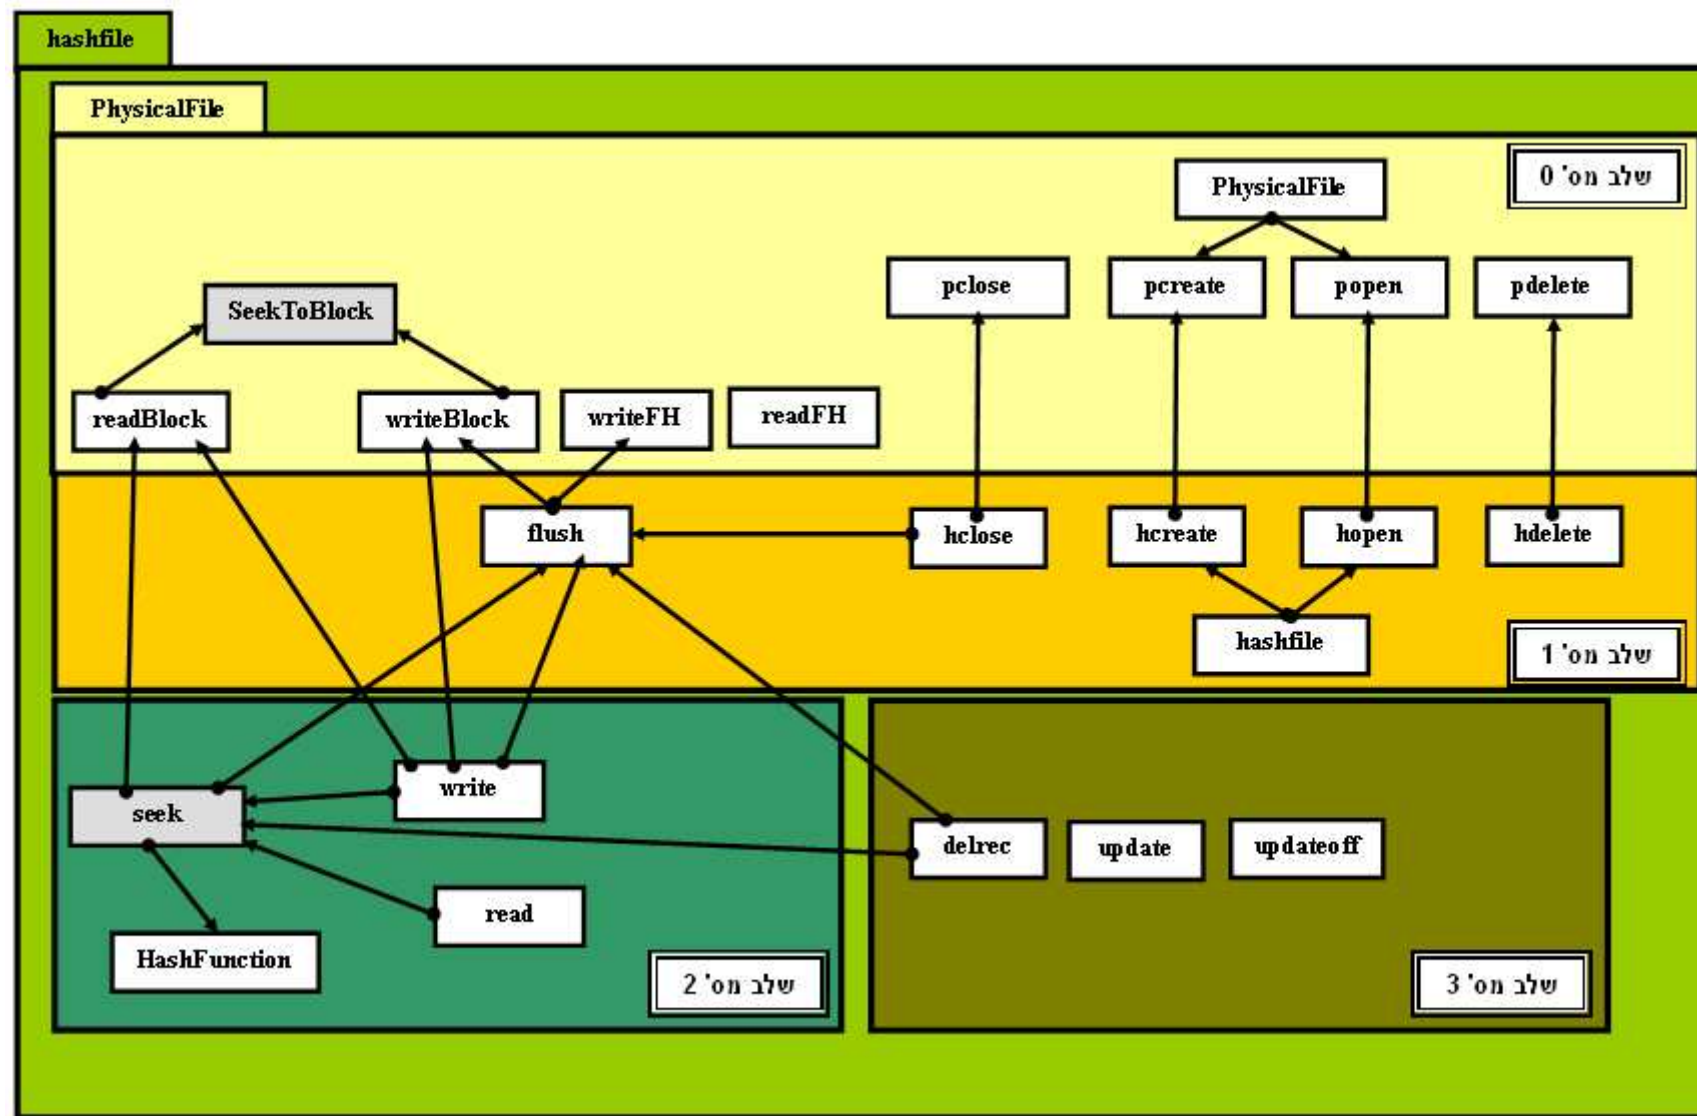 hashfile
PhysicalFile
שלב מס' 0
PhysicalFile
pclose
pcreate
popen
pdelete
SeekToBlock
readBlock
writeBlock
writeFH
readFH
flush
hclose
hcreate
hopen
hdelete
hashfile
שלב מס' 1
write
seek
delrec
update
updateoff
read
HashFunction
שלב מס' 2
שלב מס' 3